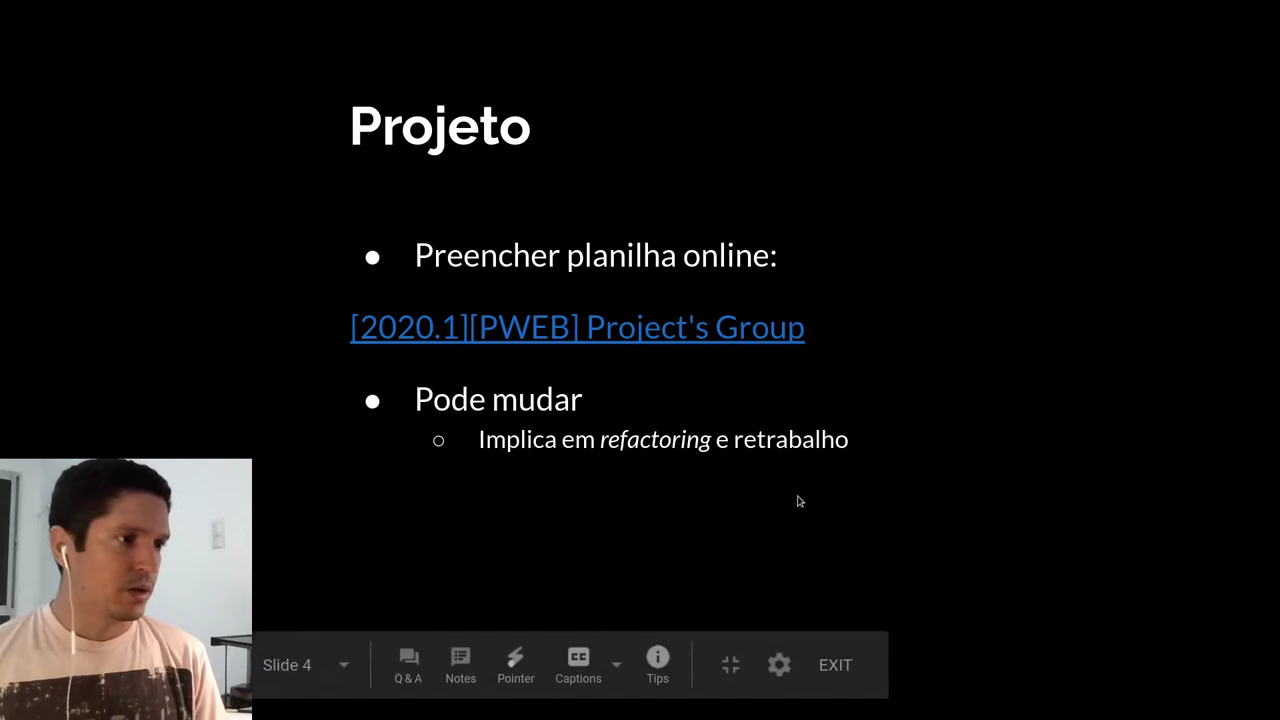 Projeto
● Preencher planilha online:
[2020.1][PWEB] Project's Group
● Pode mudar
○ Implica em refactoring e retrabalho
Slide 4
Q & A
Notes
Pointer
Captions
Tips
EXIT